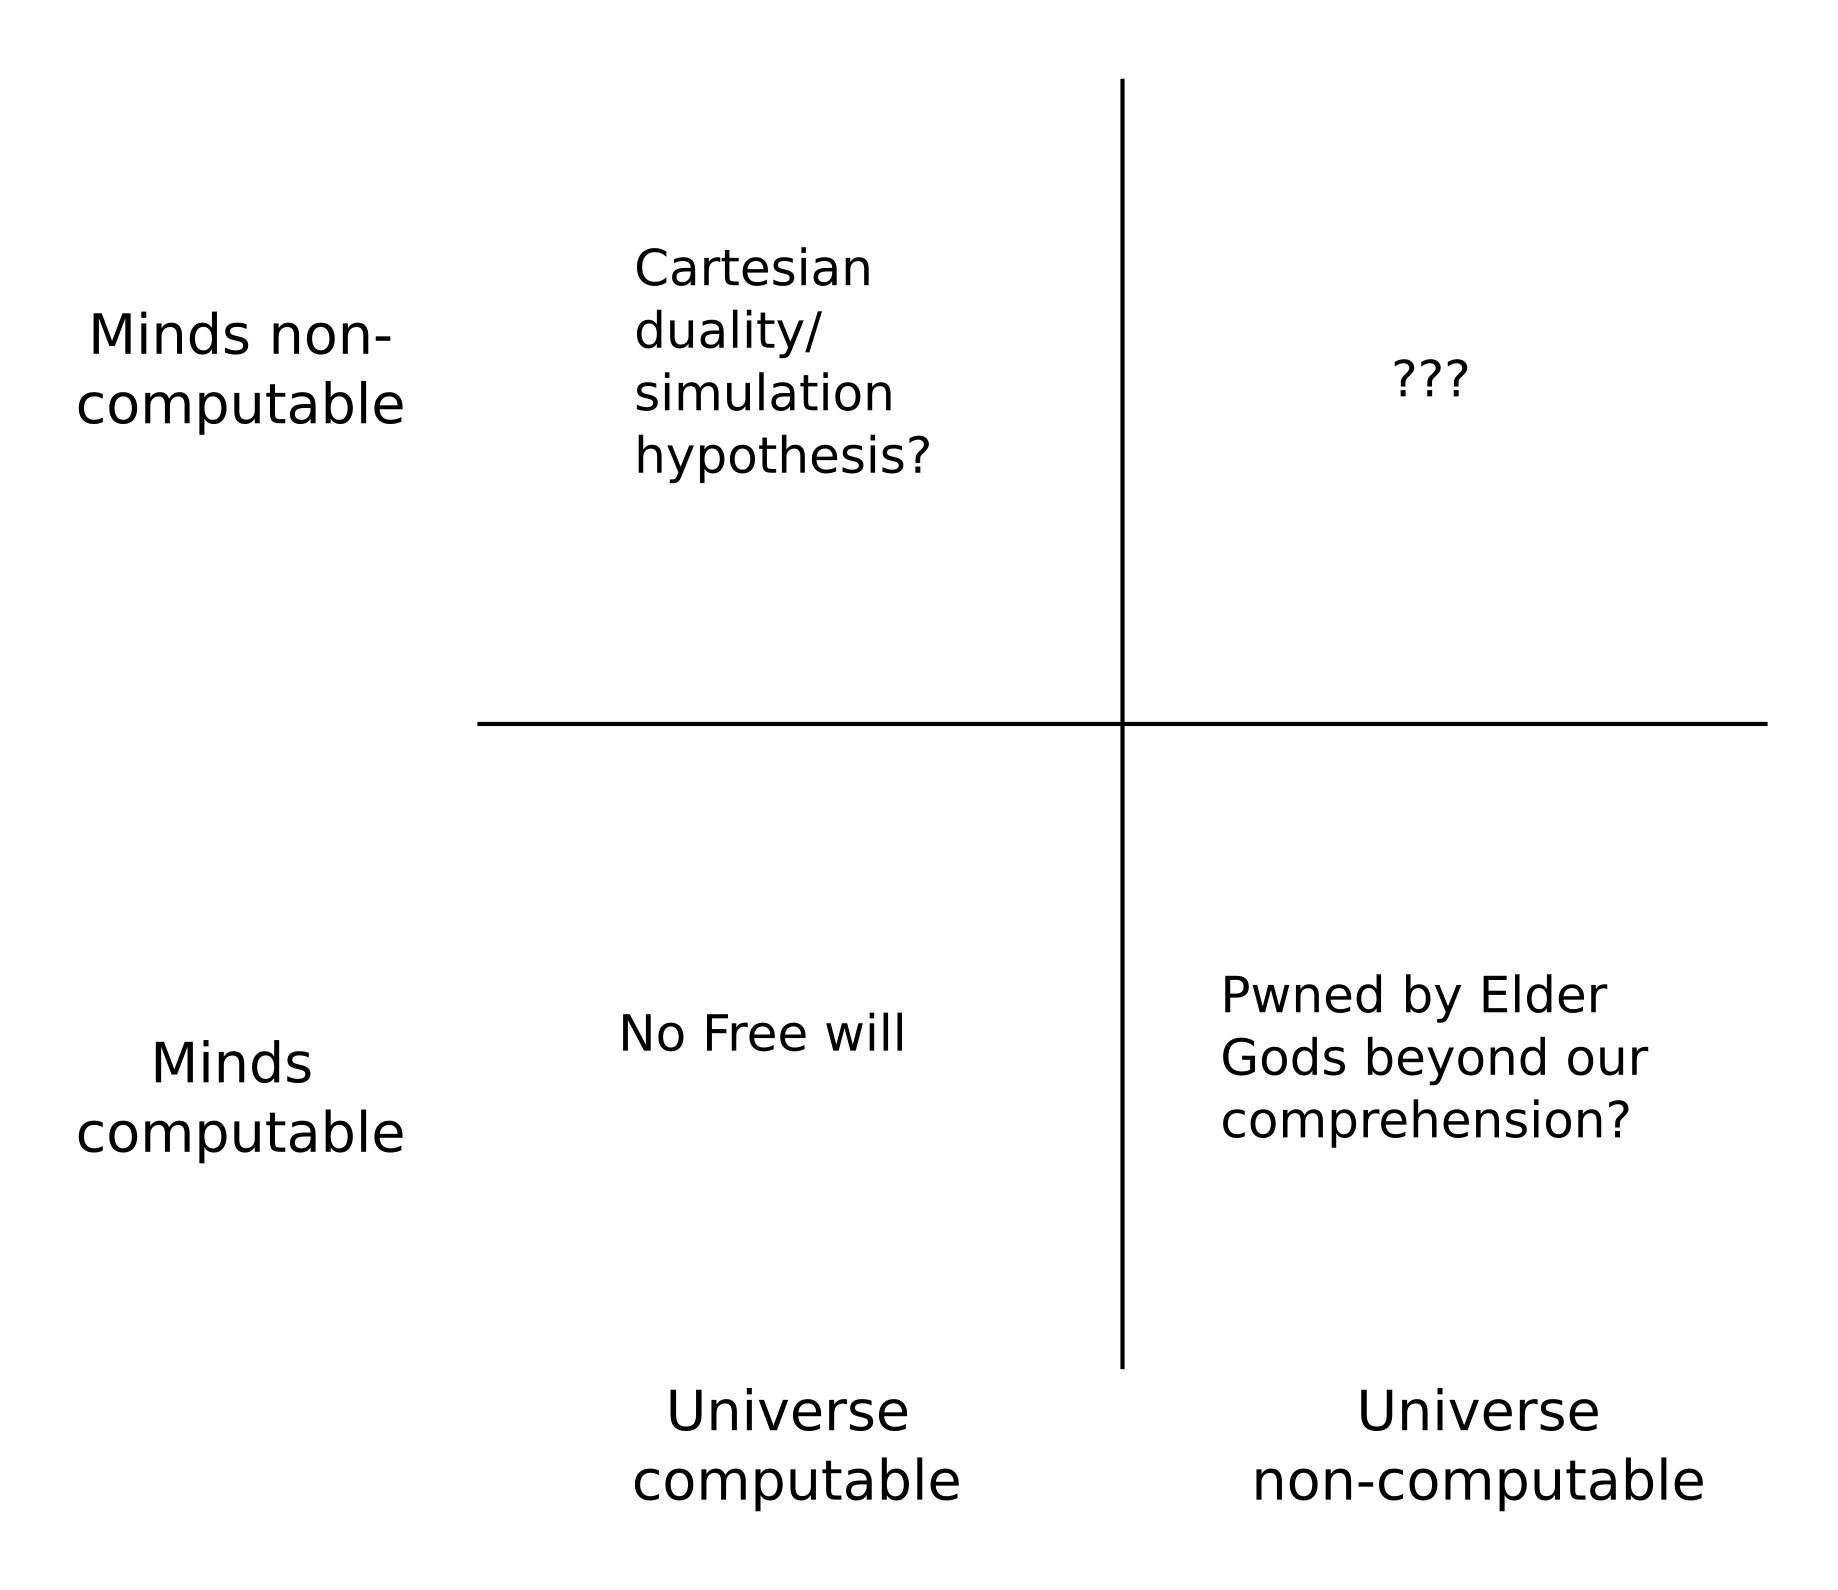 Minds non-
computable
Cartesian
duality/
simulation
hypothesis?
???
Minds
computable
No Free will
Pwned by Elder
Gods beyond our
comprehension?
Universe
computable
Universe
non-computable